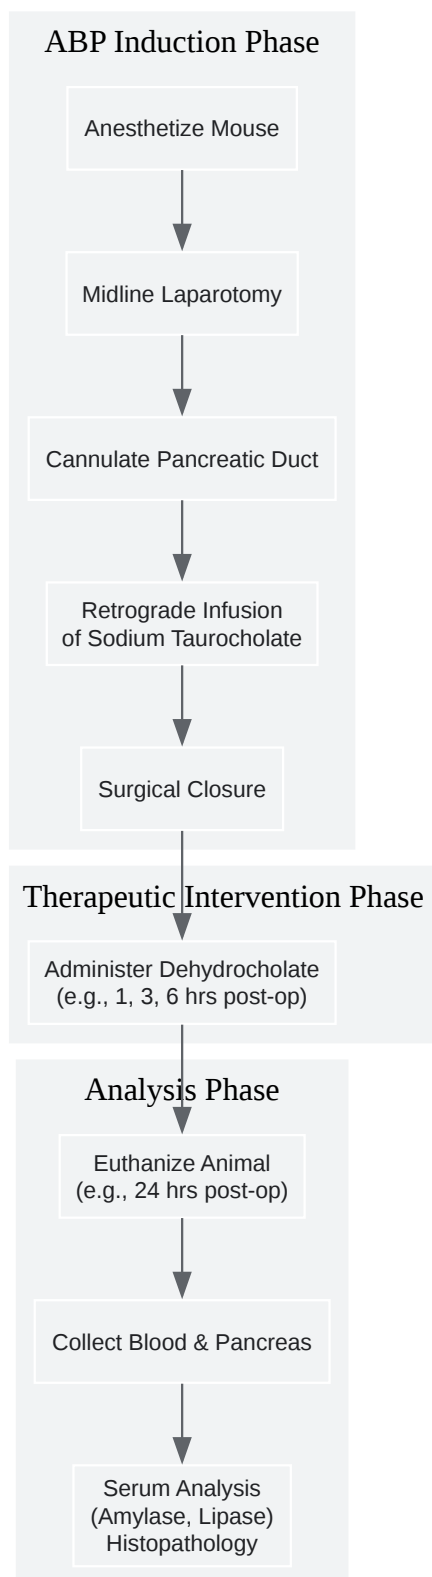 ABP Induction Phase
Anesthetize Mouse
Midline Laparotomy
Cannulate Pancreatic Duct
Retrograde Infusion
of Sodium Taurocholate
Surgical Closure
Therapeutic Intervention Phase
Administer Dehydrocholate
(e.g., 1, 3, 6 hrs post-op)
Analysis Phase
Euthanize Animal
(e.g., 24 hrs post-op)
Collect Blood & Pancreas
Serum Analysis
(Amylase, Lipase)
Histopathology